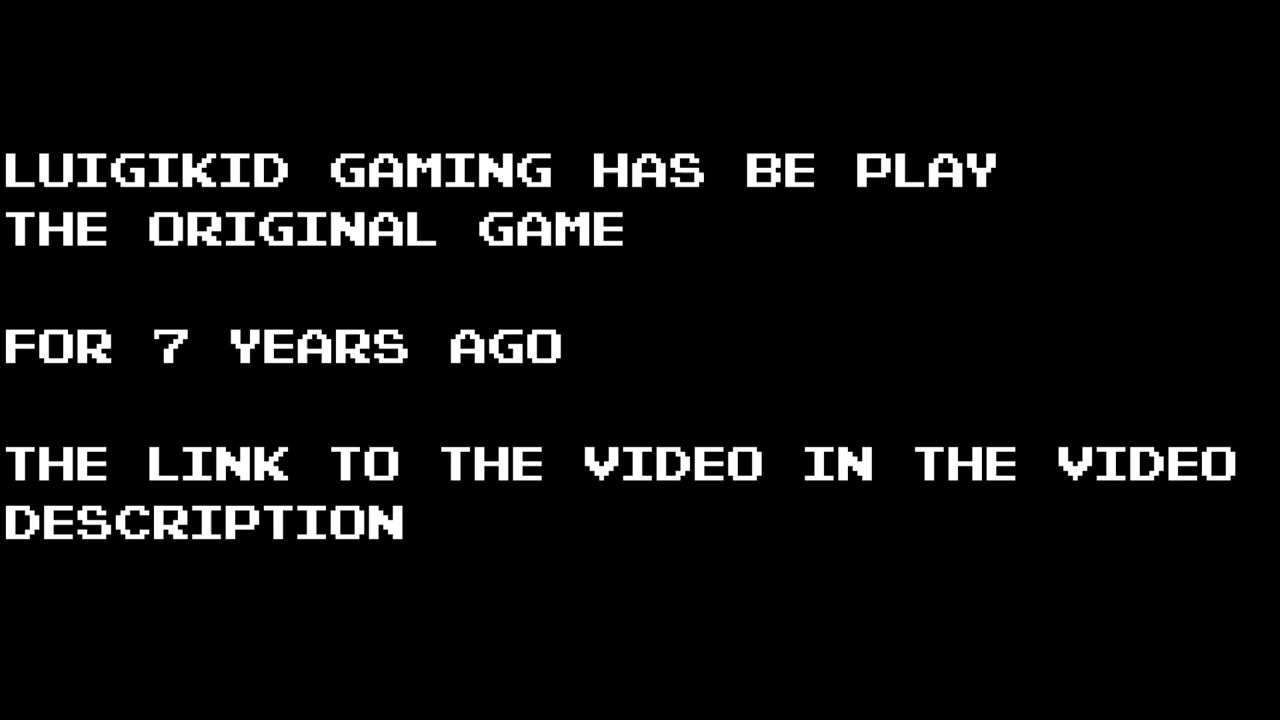 LUIGIKID GAMING HAS BE PLAY
THE ORIGINAL GAME
FOR 7 YEARS AGO
THE LINK TO THE VIDEO IN THE VIDEO
DESCRIPTION